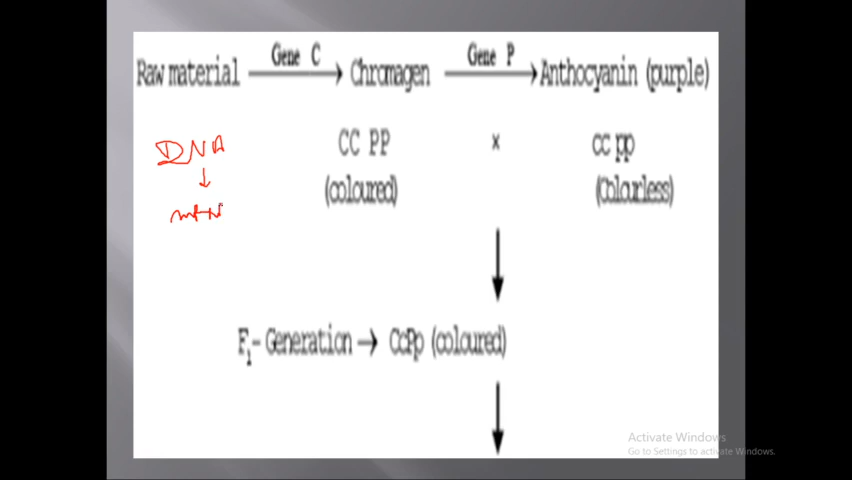 Gene C Gene P
Raw material Chromagen Anthocyanin (purple)
DNA CC PP x cc pp
(coloured) (Colourless)
F1- Generation → CcPp (coloured)
Activate Windows
Go to Settings to activate Windows.